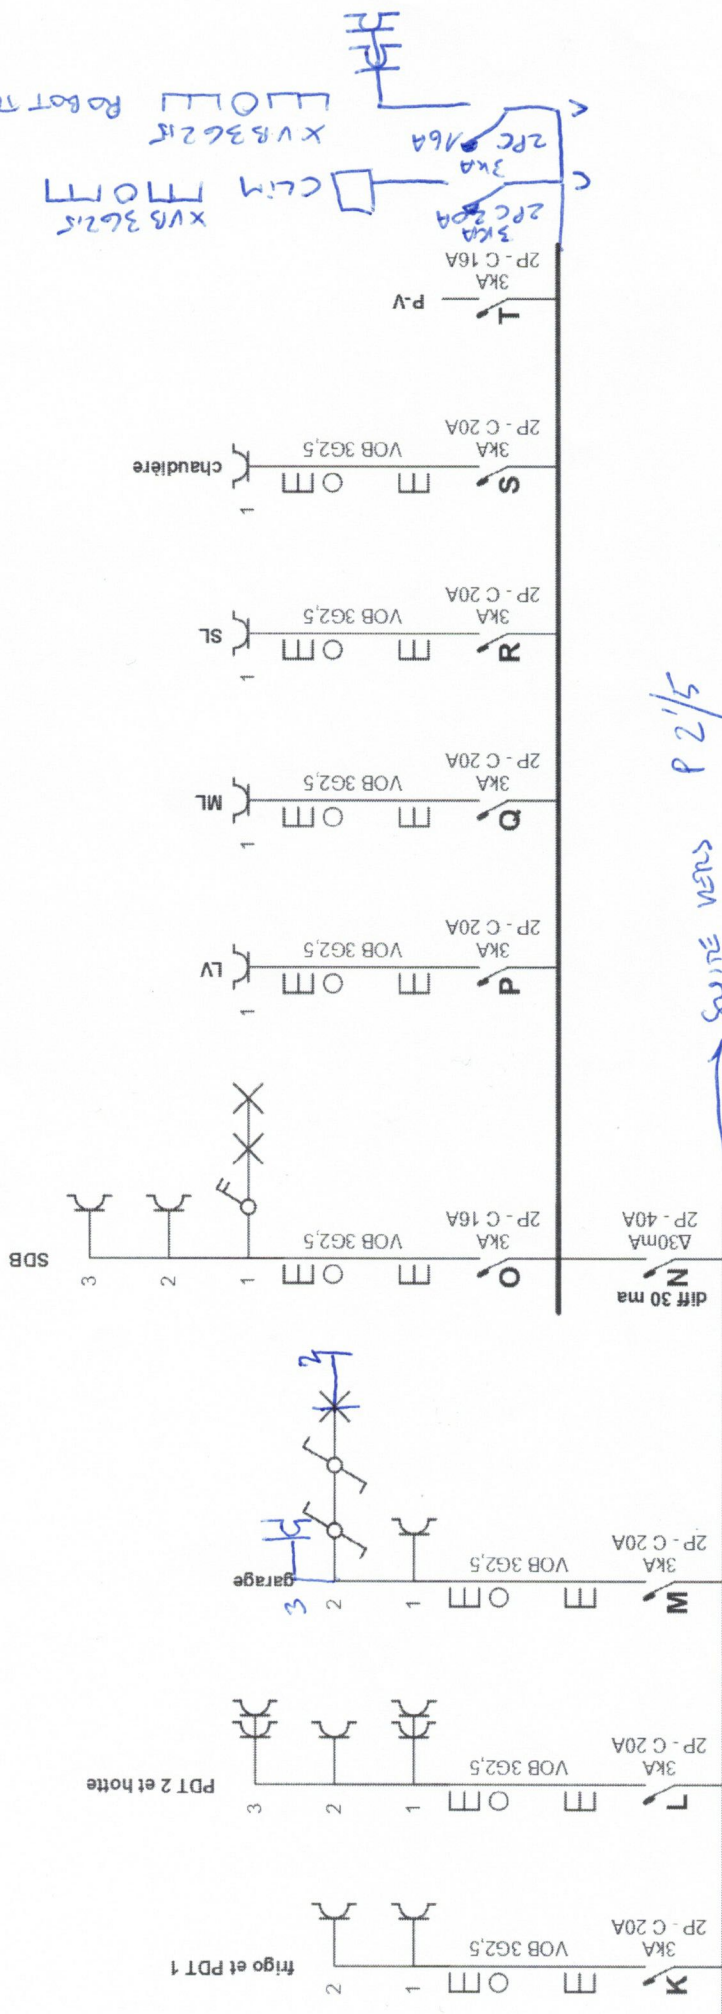 frigo et PDT 1
2
1
VOB 3G2,5
K
3kA
2P - C 20A
PDT 2 et hotte
3
2
1
VOB 3G2,5
L
3kA
2P - C 20A
garage
3
2
2
1
VOB 3G2,5
M
3kA
2P - C 20A
SDB
3
2
1
VOB 3G2,5
O
3kA
2P - C 16A
diff 30 ma
N
Δ30mA
2P - 40A
SUITE VERS P 2'/5
LV
1
VOB 3G2,5
P
3kA
2P - C 20A
ML
1
VOB 3G2,5
Q
3kA
2P - C 20A
SL
1
VOB 3G2,5
R
3kA
2P - C 20A
chaudière
1
VOB 3G2,5
S
3kA
2P - C 20A
P-V
T
3kA
2P - C 16A
XVB 3G2,5
CLIM
3KA
2PC 20A
U
ROBOT
XVB 3G2,5
3KA
2PC 16A
V